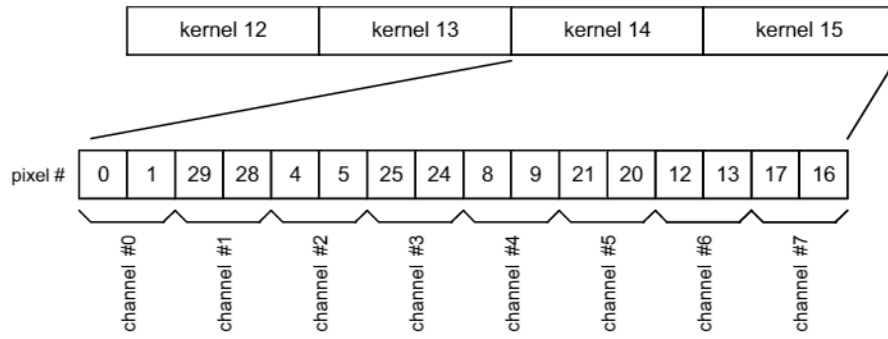 kernel 12 kernel 13 kernel 14 kernel 15
pixel # 0 1 29 28 4 5 25 24 8 9 21 20 12 13 17 16
channel #0 channel #1 channel #2 channel #3 channel #4 channel #5 channel #6 channel #7